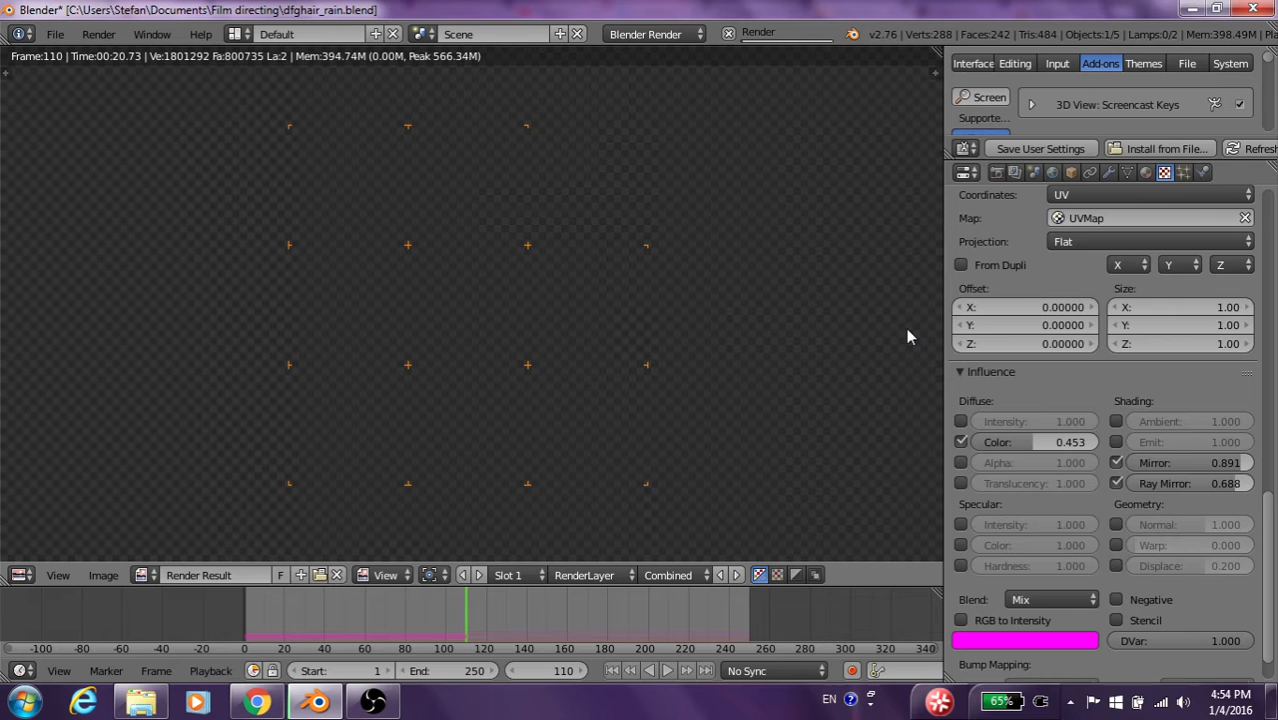 Blender* [C:\Users\Stefan\Documents\Film directing\dfghair_rain.blend]
File Render Window Help Default Scene Blender Render Render v2.76 | Verts:288 | Faces:242 | Tris:484 | Objects:1/5 | Lamps:0/2 | Mem:398.49M
Frame:110 | Time:00:20.73 | Ve:1801292 Fa:800735 La:2 | Mem:394.74M (0.00M, Peak 566.34M)
Interface Editing Input Add-ons Themes File System
Screen 3D View: Screencast Keys
Supporte...
Save User Settings Install from File... Refresh
Coordinates: UV
Map: UVMap
Projection: Flat
From Dupli X Y Z
Offset: Size:
X: 0.00000 X: 1.00
Y: 0.00000 Y: 1.00
Z: 0.00000 Z: 1.00
Influence
Diffuse: Shading:
Intensity: 1.000 Ambient: 1.000
Color: 0.453 Emit: 1.000
Alpha: 1.000 Mirror: 0.891
Translucency: 1.000 Ray Mirror: 0.688
Specular: Geometry:
Intensity: 1.000 Normal: 1.000
Color: 1.000 Warp: 0.000
Hardness: 1.000 Displace: 0.200
Blend: Mix Negative
RGB to Intensity Stencil
DVar: 1.000
Bump Mapping:
View Image Render Result F View Slot 1 RenderLayer Combined
-100 -80 -60 -40 -20 0 20 40 60 80 100 120 140 160 180 200 220 240 260 280 300 320 340
View Marker Frame Playback Start: 1 End: 250 110 No Sync
EN 65% 4:54 PM
1/4/2016